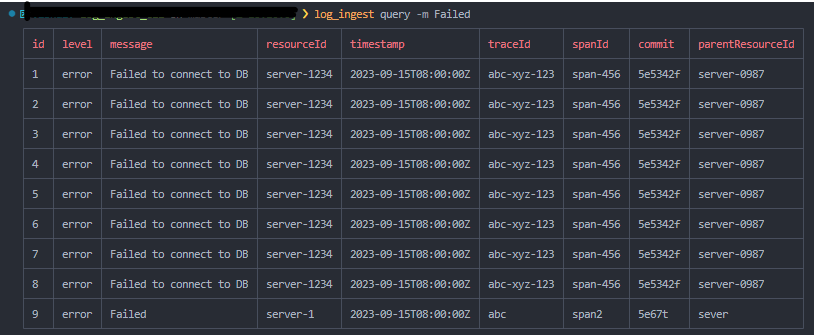 ❯ log_ingest query -m Failed
id level message resourceId timestamp traceId spanId commit parentResourceId
1 error Failed to connect to DB server-1234 2023-09-15T08:00:00Z abc-xyz-123 span-456 5e5342f server-0987
2 error Failed to connect to DB server-1234 2023-09-15T08:00:00Z abc-xyz-123 span-456 5e5342f server-0987
3 error Failed to connect to DB server-1234 2023-09-15T08:00:00Z abc-xyz-123 span-456 5e5342f server-0987
4 error Failed to connect to DB server-1234 2023-09-15T08:00:00Z abc-xyz-123 span-456 5e5342f server-0987
5 error Failed to connect to DB server-1234 2023-09-15T08:00:00Z abc-xyz-123 span-456 5e5342f server-0987
6 error Failed to connect to DB server-1234 2023-09-15T08:00:00Z abc-xyz-123 span-456 5e5342f server-0987
7 error Failed to connect to DB server-1234 2023-09-15T08:00:00Z abc-xyz-123 span-456 5e5342f server-0987
8 error Failed to connect to DB server-1234 2023-09-15T08:00:00Z abc-xyz-123 span-456 5e5342f server-0987
9 error Failed server-1 2023-09-15T08:00:00Z abc span2 5e67t sever